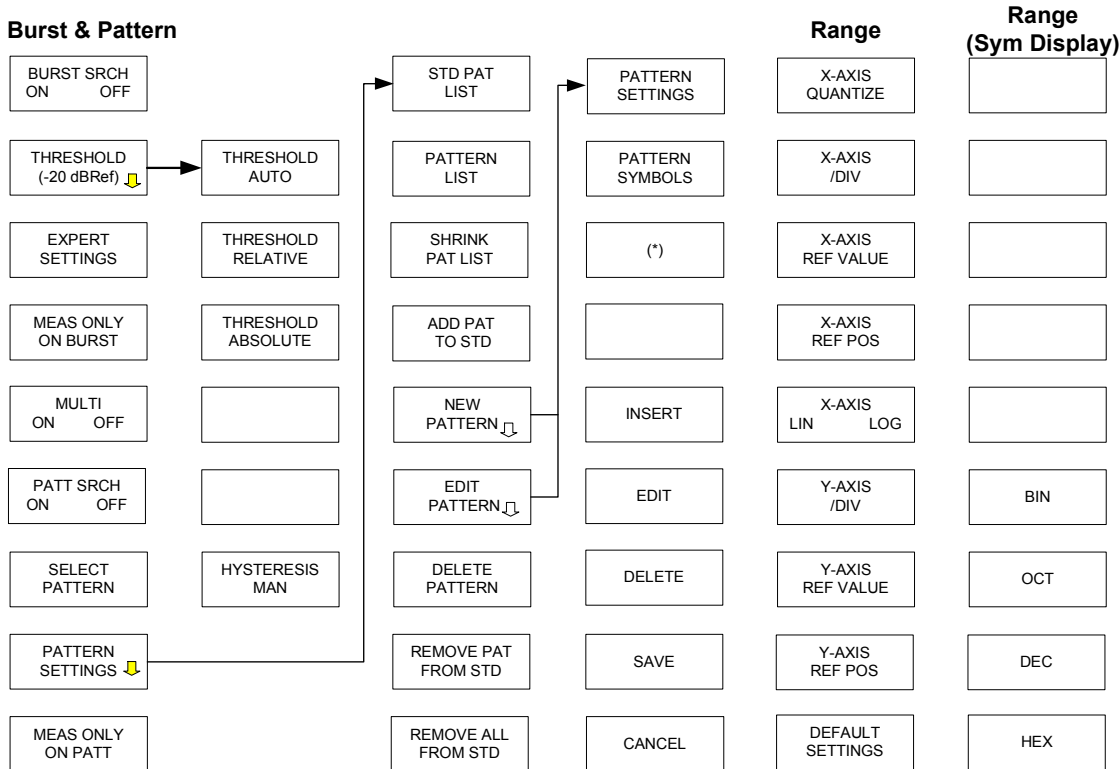 Burst & Pattern
BURST SRCH
ON OFF
THRESHOLD
(-20 dBRef)
EXPERT
SETTINGS
MEAS ONLY
ON BURST
MULTI
ON OFF
PATT SRCH
ON OFF
SELECT
PATTERN
PATTERN
SETTINGS
MEAS ONLY
ON PATT
THRESHOLD
AUTO
THRESHOLD
RELATIVE
THRESHOLD
ABSOLUTE
HYSTERESIS
MAN
STD PAT
LIST
PATTERN
LIST
SHRINK
PAT LIST
ADD PAT
TO STD
NEW
PATTERN
EDIT
PATTERN
DELETE
PATTERN
REMOVE PAT
FROM STD
REMOVE ALL
FROM STD
PATTERN
SETTINGS
PATTERN
SYMBOLS
(*)
INSERT
EDIT
DELETE
SAVE
CANCEL
Range
X-AXIS
QUANTIZE
X-AXIS
/DIV
X-AXIS
REF VALUE
X-AXIS
REF POS
X-AXIS
LIN LOG
Y-AXIS
/DIV
Y-AXIS
REF VALUE
Y-AXIS
REF POS
DEFAULT
SETTINGS
Range
(Sym Display)
BIN
OCT
DEC
HEX